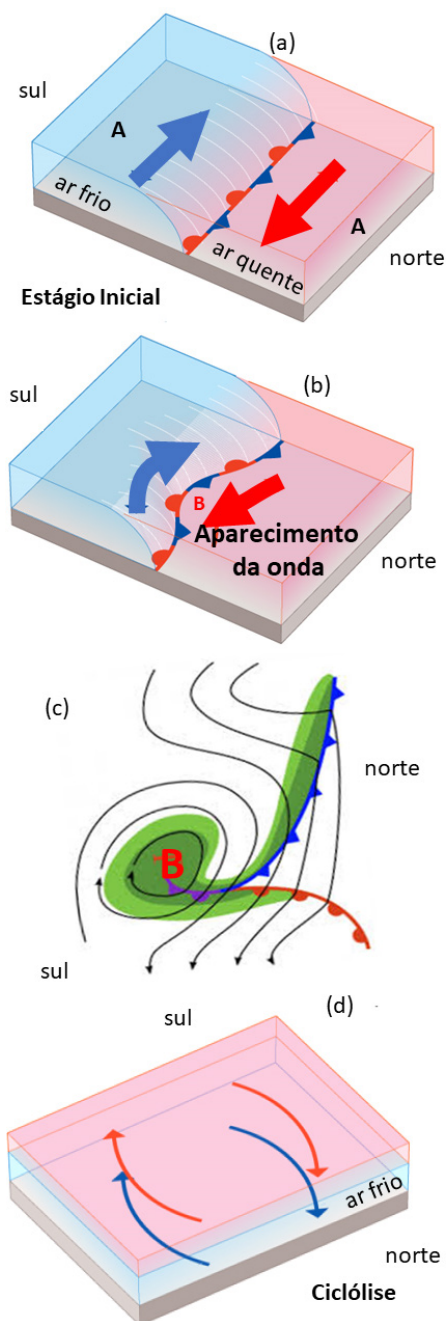 (a)
sul
A
ar frio
ar quente
A
norte
Estágio Inicial
(b)
sul
B
Aparecimento
da onda
norte
(c)
norte
B
sul
(d)
sul
ar frio
norte
Ciclólise